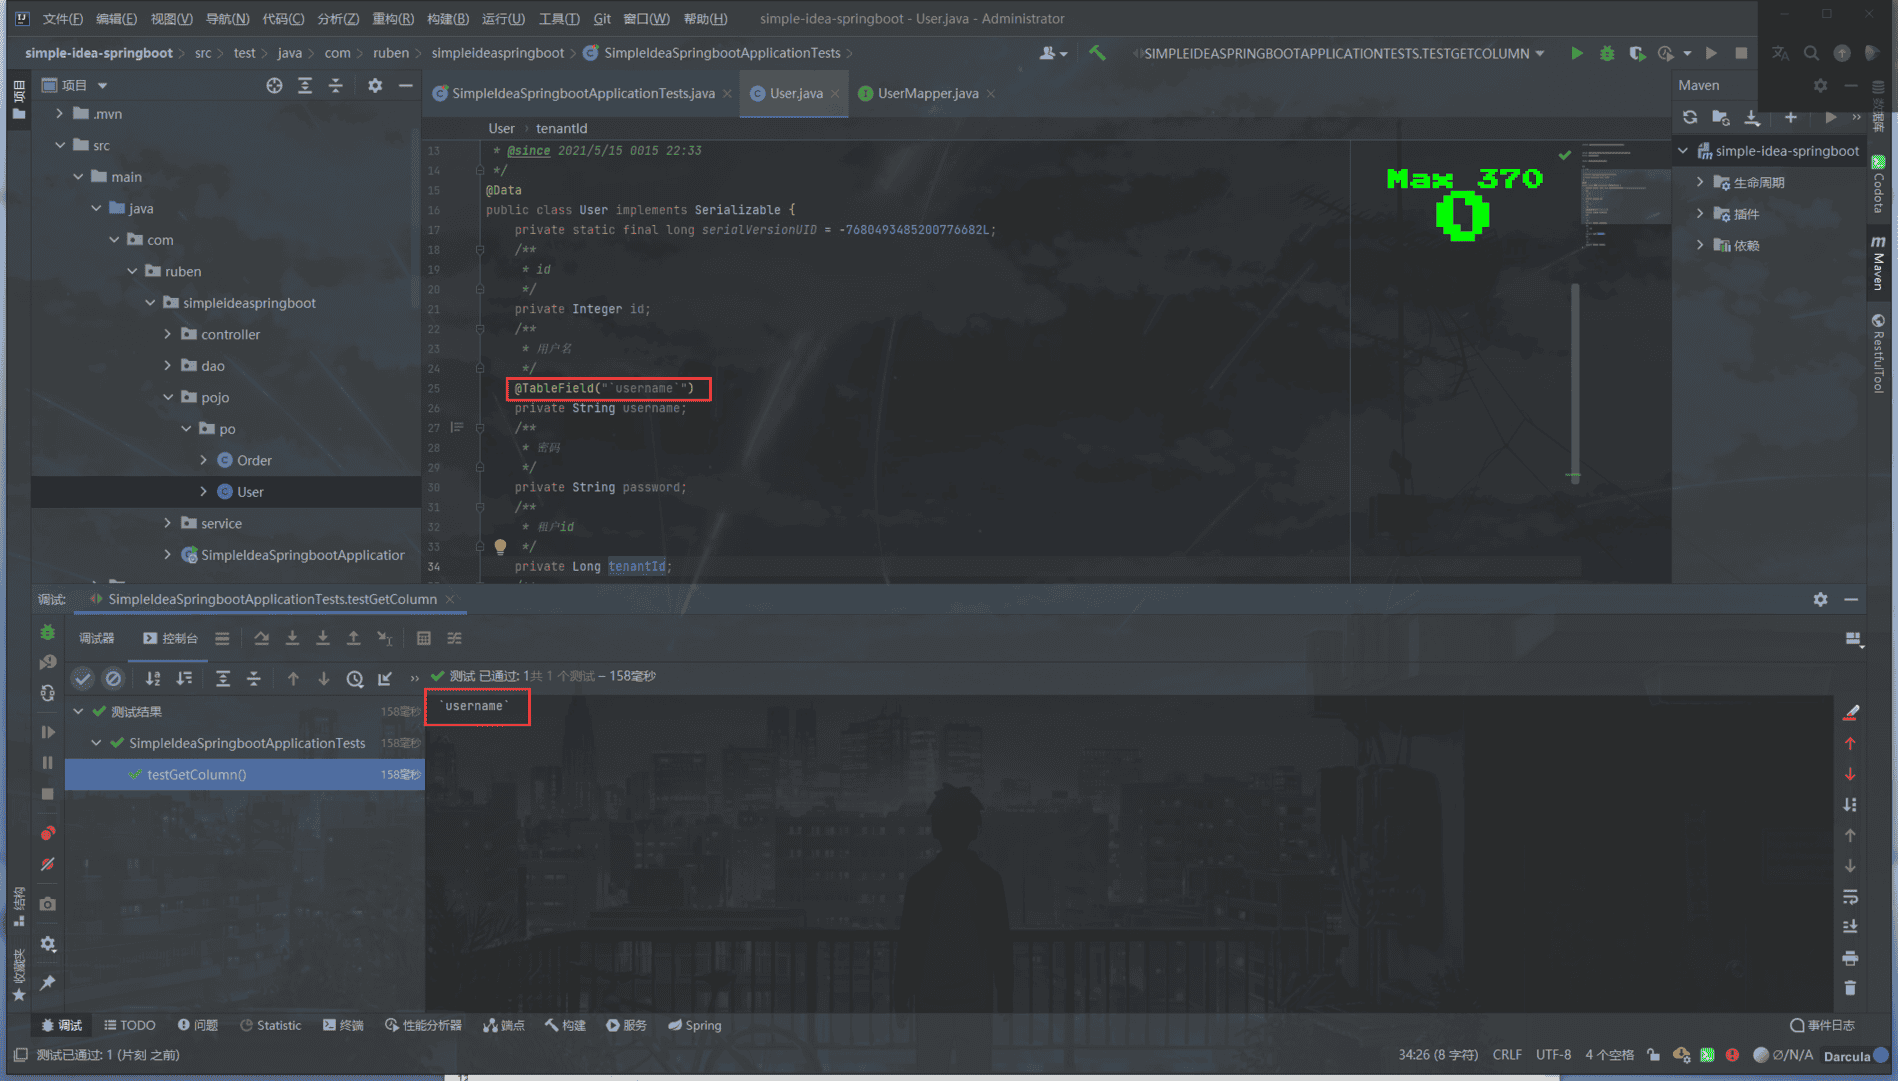 文件(F) 编辑(E) 视图(V) 导航(N) 代码(C) 分析(Z) 重构(R) 构建(B) 运行(U) 工具(T) Git 窗口(W) 帮助(H) simple-idea-springboot - User.java - Administrator
simple-idea-springboot src test java com ruben simpleideaspringboot SimpleIdeaSpringbootApplicationTests SIMPLEIDEASPRINGBOOTAPPLICATIONTESTS.TESTGETCOLUMN
项目
项目
SimpleIdeaSpringbootApplicationTests.java User.java UserMapper.java
Maven
数据库
.mvn
src
main
java
com
ruben
simpleideaspringboot
controller
dao
pojo
po
Order
User
service
SimpleIdeaSpringbootApplication
User tenantId
13 * @since 2021/5/15 0015 22:33
14 */
15 @Data
16 public class User implements Serializable {
17 private static final long serialVersionUID = -7680493485200776682L;
18 /**
19 * id
20 */
21 private Integer id;
22 /**
23 * 用户名
24 */
25 @TableField("`username`")
26 private String username;
27 /**
28 * 密码
29 */
30 private String password;
31 /**
32 * 租户id
33 */
34 private Long tenantId;
Max 370
0
simple-idea-springboot
生命周期
插件
依赖
Codota
Maven
RestfulTool
调试: SimpleIdeaSpringbootApplicationTests.testGetColumn
调试器 控制台
测试 已通过: 1共 1 个测试 – 158毫秒
测试结果 158毫秒
SimpleIdeaSpringbootApplicationTests 158毫秒
testGetColumn() 158毫秒
`username`
结构
收藏夹
调试 TODO 问题 Statistic 终端 性能分析器 端点 构建 服务 Spring 事件日志
测试已通过: 1 (片刻 之前) 34:26 (8 字符) CRLF UTF-8 4 个空格 Ø/N/A Darcula
12